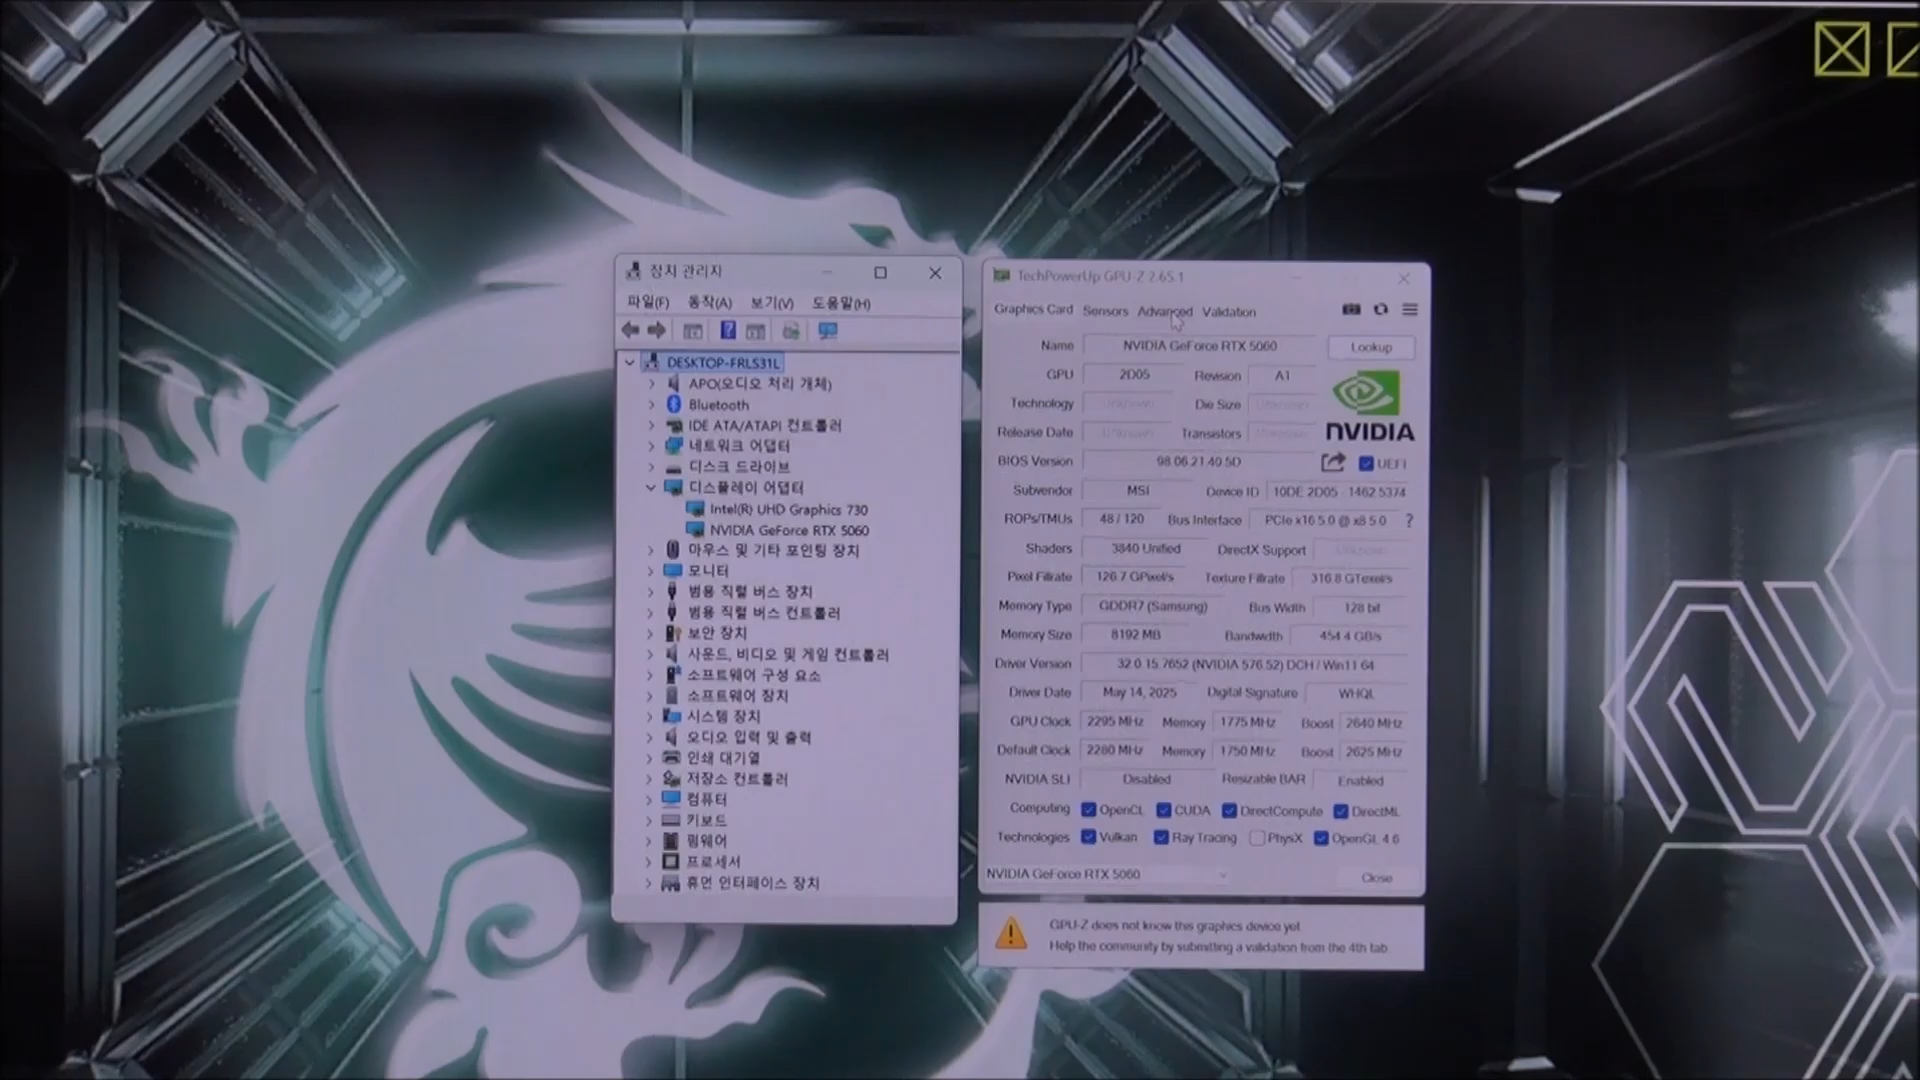 장치 관리자
파일(F) 동작(A) 보기(V) 도움말(H)
DESKTOP-FRLS31L
APO(오디오 처리 개체)
Bluetooth
IDE ATA/ATAPI 컨트롤러
네트워크 어댑터
디스크 드라이브
디스플레이 어댑터
Intel(R) UHD Graphics 730
NVIDIA GeForce RTX 5060
마우스 및 기타 포인팅 장치
모니터
범용 직렬 버스 장치
범용 직렬 버스 컨트롤러
보안 장치
사운드, 비디오 및 게임 컨트롤러
소프트웨어 구성 요소
소프트웨어 장치
시스템 장치
오디오 입력 및 출력
인쇄 대기열
저장소 컨트롤러
컴퓨터
키보드
펌웨어
프로세서
휴먼 인터페이스 장치
TechPowerUp GPU-Z 2.65.1
Graphics Card Sensors Advanced Validation
Name NVIDIA GeForce RTX 5060 Lookup
GPU 2D05 Revision A1
Technology Unknown Die Size Unknown
Release Date Unknown Transistors Unknown
NVIDIA
BIOS Version 98.06.21.40.5D UEFI
Subvendor MSI Device ID 10DE 2D05 - 1462 5374
ROPs/TMUs 48 / 120 Bus Interface PCIe x16 5.0 @ x8 5.0 ?
Shaders 3840 Unified DirectX Support Unknown
Pixel Fillrate 126.7 GPixel/s Texture Fillrate 316.8 GTexel/s
Memory Type GDDR7 (Samsung) Bus Width 128 bit
Memory Size 8192 MB Bandwidth 454.4 GB/s
Driver Version 32.0.15.7652 (NVIDIA 576.52) DCH / Win11 64
Driver Date May 14, 2025 Digital Signature WHQL
GPU Clock 2295 MHz Memory 1775 MHz Boost 2640 MHz
Default Clock 2280 MHz Memory 1750 MHz Boost 2625 MHz
NVIDIA SLI Disabled Resizable BAR Enabled
Computing OpenCL CUDA DirectCompute DirectML
Technologies Vulkan Ray Tracing PhysX OpenGL 4.6
NVIDIA GeForce RTX 5060 Close
GPU-Z does not know this graphics device yet.
Help the community by submitting a validation from the 4th tab